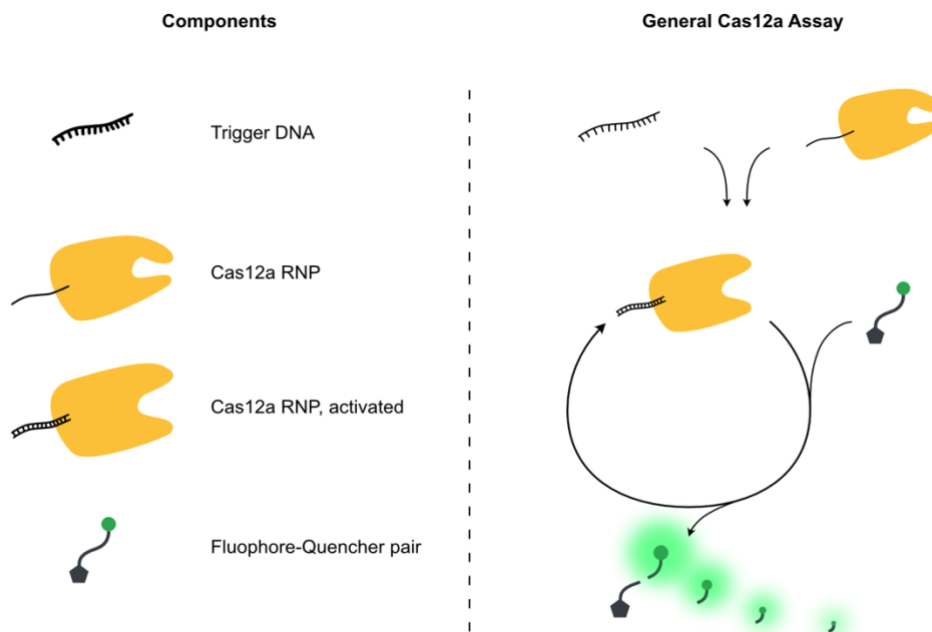 Components
General Cas12a Assay
Trigger DNA
Cas12a RNP
Cas12a RNP, activated
Fluophore-Quencher pair